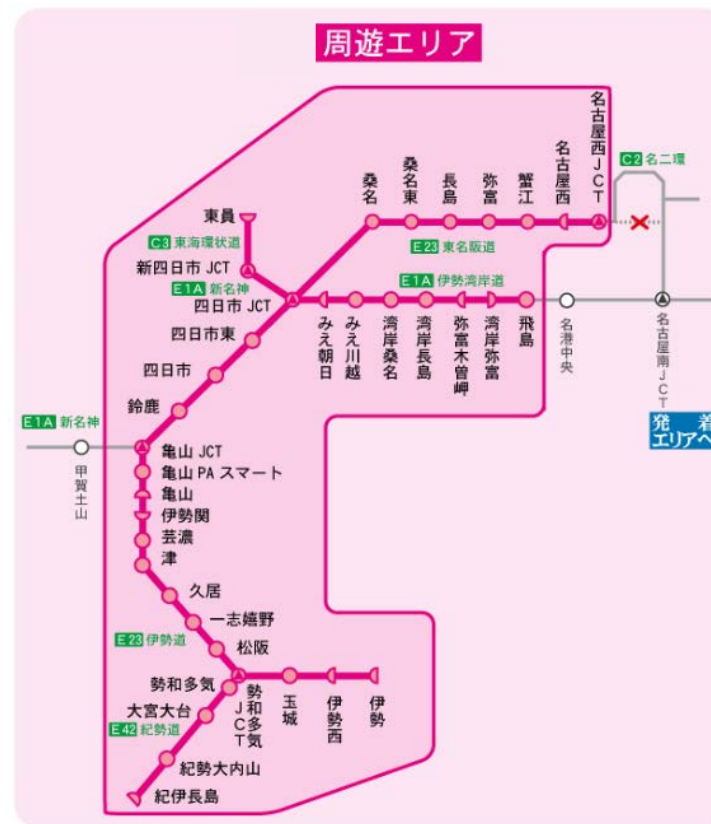 周遊エリア
名古屋西JCT
C2 名二環
名古屋西
蟹江
弥富
長島
桑名東
桑名
東員
C3 東海環状道
E23 東名阪道
新四日市 JCT
E1A 新名神
E1A 伊勢湾岸道
四日市 JCT
みえ朝日
みえ川越
湾岸桑名
湾岸長島
弥富木曽岬
湾岸弥富
飛島
名港中央
名古屋南JCT
四日市東
四日市
鈴鹿
発着
エリアへ
E1A 新名神
甲賀土山
亀山 JCT
亀山 PA スマート
亀山
伊勢関
芸濃
津
久居
一志嬉野
E23 伊勢道
松阪
勢和多気
勢和多気JCT
玉城
伊勢西
伊勢
大宮大台
E42 紀勢道
紀勢大内山
紀伊長島